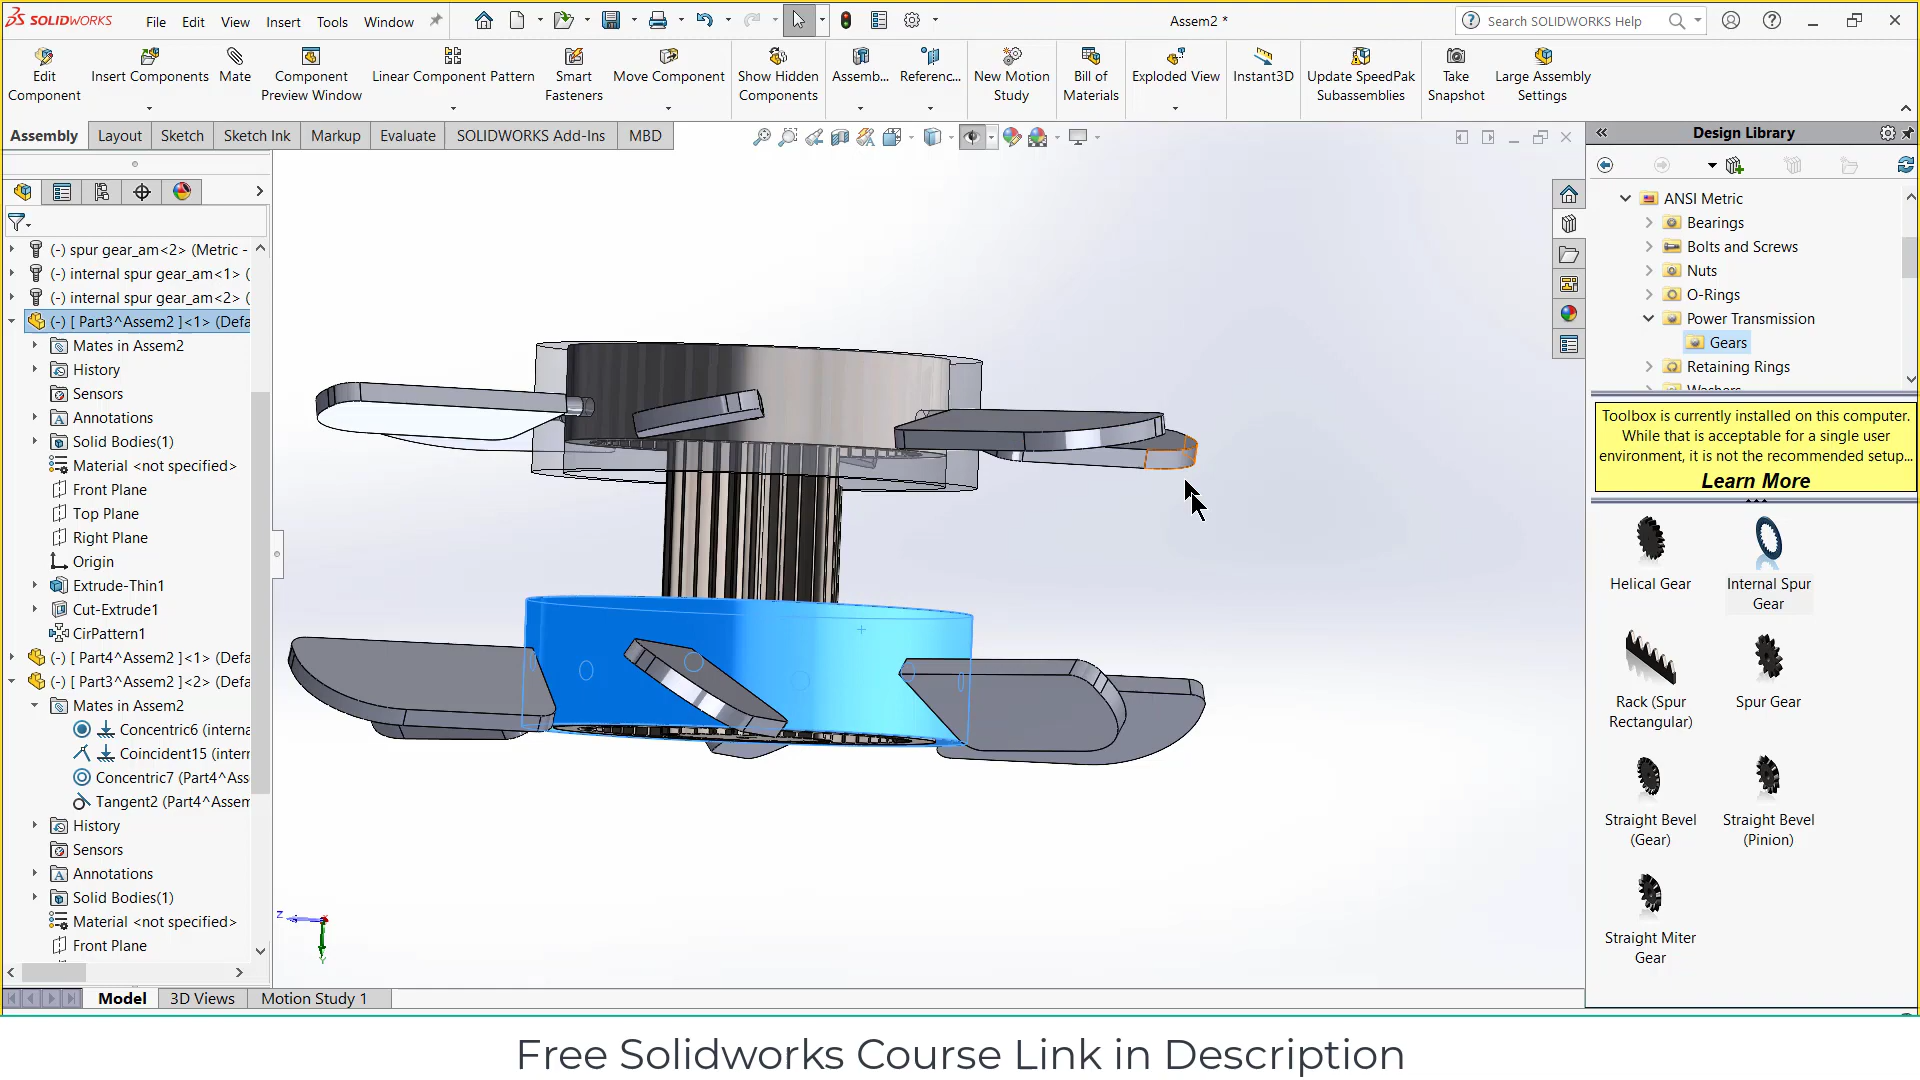 SOLIDWORKS File Edit View Insert Tools Window Assem2 * Search SOLIDWORKS Help
Edit Component
Insert Components
Mate
Component Preview Window
Linear Component Pattern
Smart Fasteners
Move Component
Show Hidden Components
Assemb...
Referenc...
New Motion Study
Bill of Materials
Exploded View
Instant3D
Update SpeedPak Subassemblies
Take Snapshot
Large Assembly Settings
Assembly Layout Sketch Sketch Ink Markup Evaluate SOLIDWORKS Add-Ins MBD
(-) spur gear_am<2> (Metric -
(-) internal spur gear_am<1> (
(-) internal spur gear_am<2> (
(-) [ Part3^Assem2 ]<1> (Defa
Mates in Assem2
History
Sensors
Annotations
Solid Bodies(1)
Material <not specified>
Front Plane
Top Plane
Right Plane
Origin
Extrude-Thin1
Cut-Extrude1
CirPattern1
(-) [ Part4^Assem2 ]<1> (Defa
(-) [ Part3^Assem2 ]<2> (Defa
Mates in Assem2
Concentric6 (interna
Coincident15 (interr
Concentric7 (Part4^Ass
Tangent2 (Part4^Assem
History
Sensors
Annotations
Solid Bodies(1)
Material <not specified>
Front Plane
Z
Y
Model 3D Views Motion Study 1
Design Library
ANSI Metric
Bearings
Bolts and Screws
Nuts
O-Rings
Power Transmission
Gears
Retaining Rings
Toolbox is currently installed on this computer.
While that is acceptable for a single user
environment, it is not the recommended setup...
Learn More
Helical Gear
Internal Spur Gear
Rack (Spur Rectangular)
Spur Gear
Straight Bevel (Gear)
Straight Bevel (Pinion)
Straight Miter Gear
Free Solidworks Course Link in Description